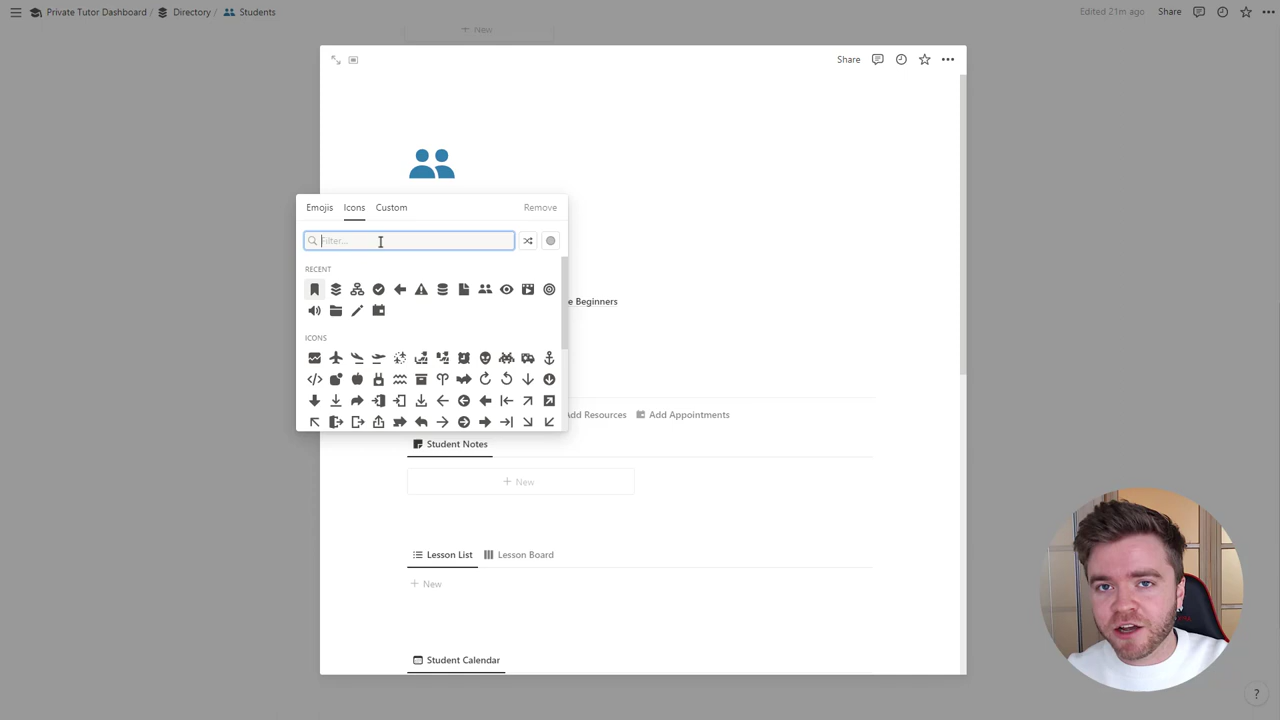 Private Tutor Dashboard / Directory / Students
Edited 21m ago Share
+ New
Share
Emojis Icons Custom Remove
Filter...
RECENT
e Beginners
ICONS
Add Resources Add Appointments
Student Notes
+ New
Lesson List Lesson Board
+ New
Student Calendar
?